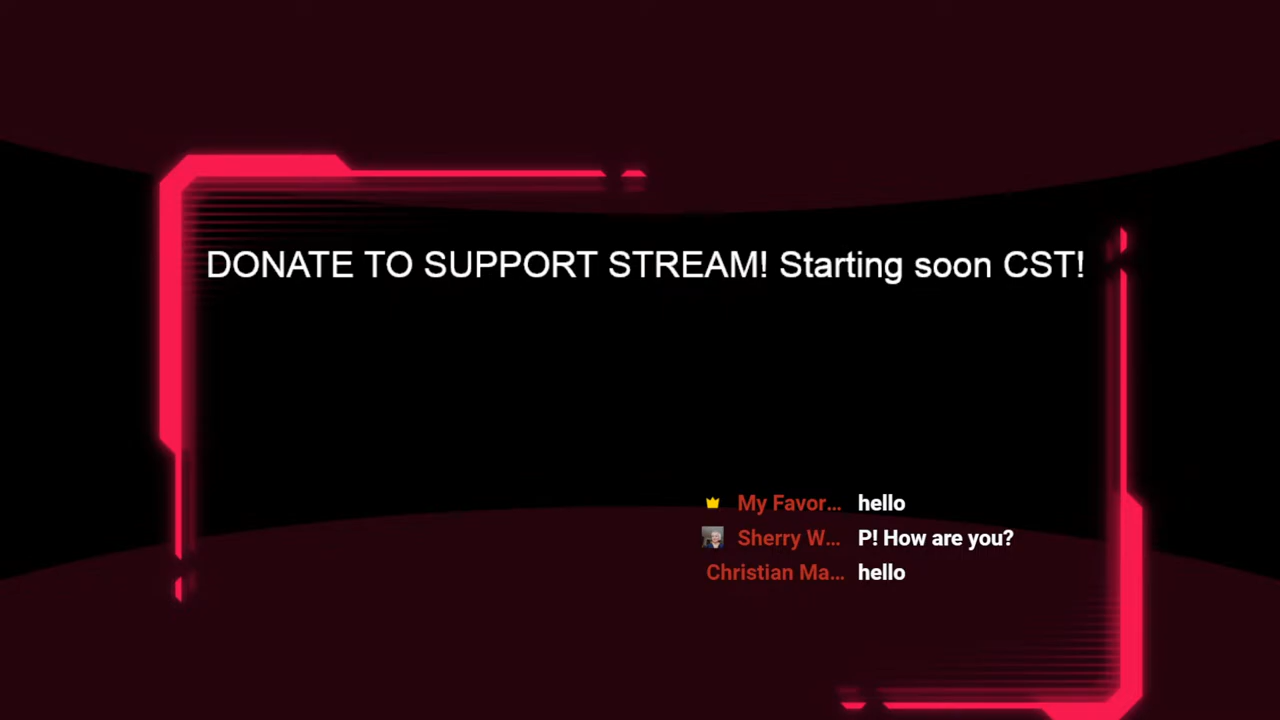 DONATE TO SUPPORT STREAM! Starting soon CST!
My Favor... hello
Sherry W... P! How are you?
Christian Ma... hello